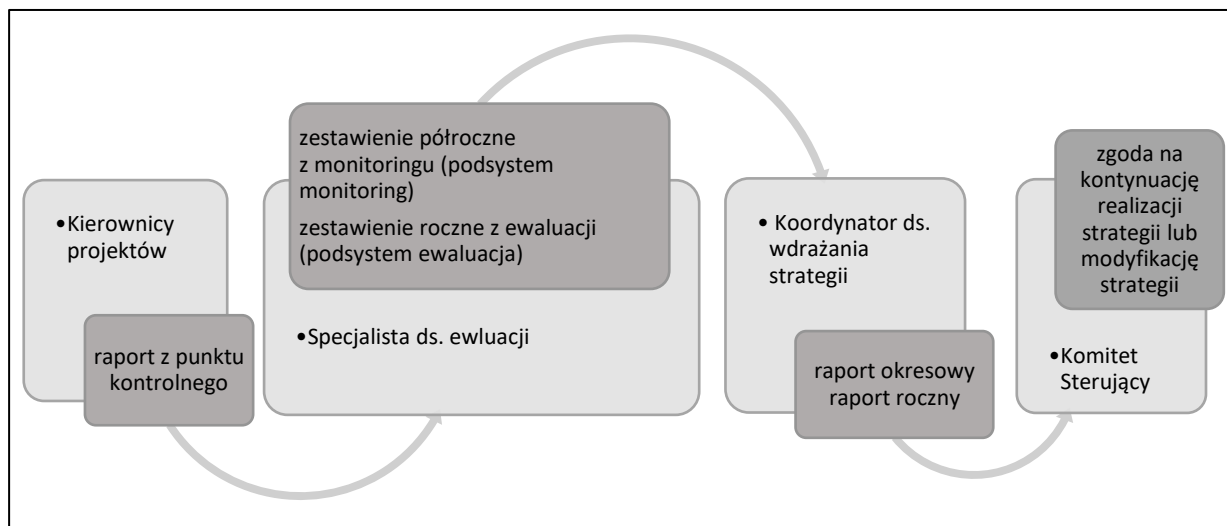 •Kierownicy
projektów
raport z punktu
kontrolnego
zestawienie półroczne
z monitoringu (podsystem
monitoring)
zestawienie roczne z ewaluacji
(podsystem ewaluacja)
•Specjalista ds. ewluacji
• Koordynator ds.
wdrażania
strategii
raport okresowy
raport roczny
zgoda na
kontynuację
realizacji
strategii lub
modyfikację
strategii
•Komitet
Sterujący